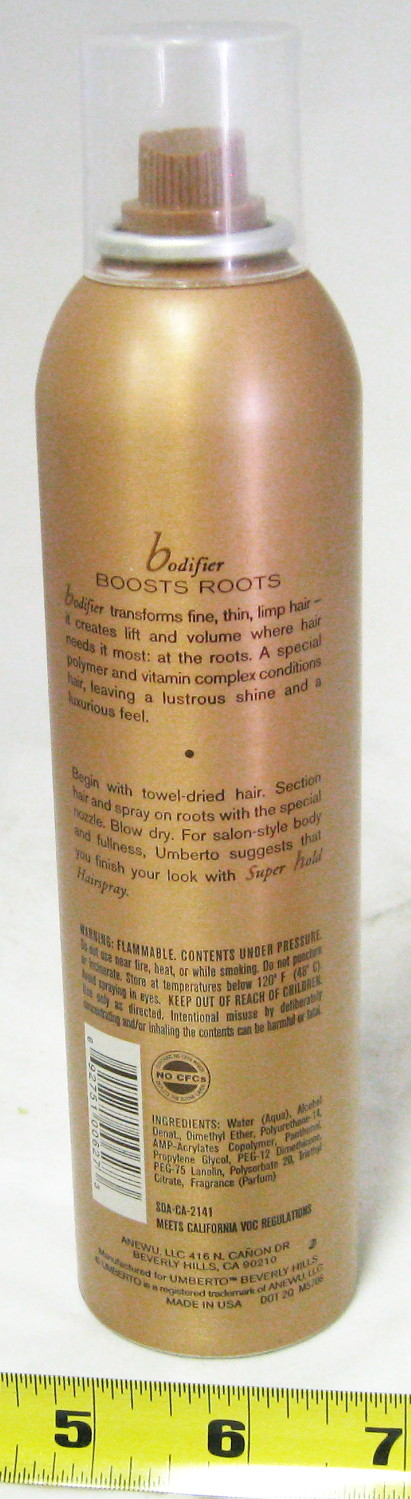 bodifier
BOOSTS ROOTS
bodifier transforms fine, thin, limp hair –
it creates lift and volume where hair
needs it most: at the roots. A special
polymer and vitamin complex conditions
hair, leaving a lustrous shine and a
luxurious feel.
•
Begin with towel-dried hair. Section
hair and spray on roots with the special
nozzle. Blow dry. For salon-style body
and fullness, Umberto suggests that
you finish your look with Super hold
Hairspray.
WARNING: FLAMMABLE. CONTENTS UNDER PRESSURE.
Do not use near fire, heat, or while smoking. Do not puncture
or incinerate. Store at temperatures below 120° F (48° C)
Avoid spraying in eyes. KEEP OUT OF REACH OF CHILDREN.
Use only as directed. Intentional misuse by deliberately
concentrating and/or inhaling the contents can be harmful or fatal.
NO CFCs
INGREDIENTS: Water (Aqua), Alcohol
Denat., Dimethyl Ether, Polyurethane-14,
AMP-Acrylates Copolymer, Panthenol,
Propylene Glycol, PEG-12 Dimethicone,
PEG-75 Lanolin, Polysorbate 20, Triethyl
Citrate, Fragrance (Parfum)
SDA-CA-2141
MEETS CALIFORNIA VOC REGULATIONS
ANEWU, LLC 416 N. CAÑON DR
BEVERLY HILLS, CA 90210 2
Manufactured for UMBERTO™ BEVERLY HILLS
© UMBERTO is a registered trademark of ANEWU, LLC
MADE IN USA D01 2Q
5 6 7